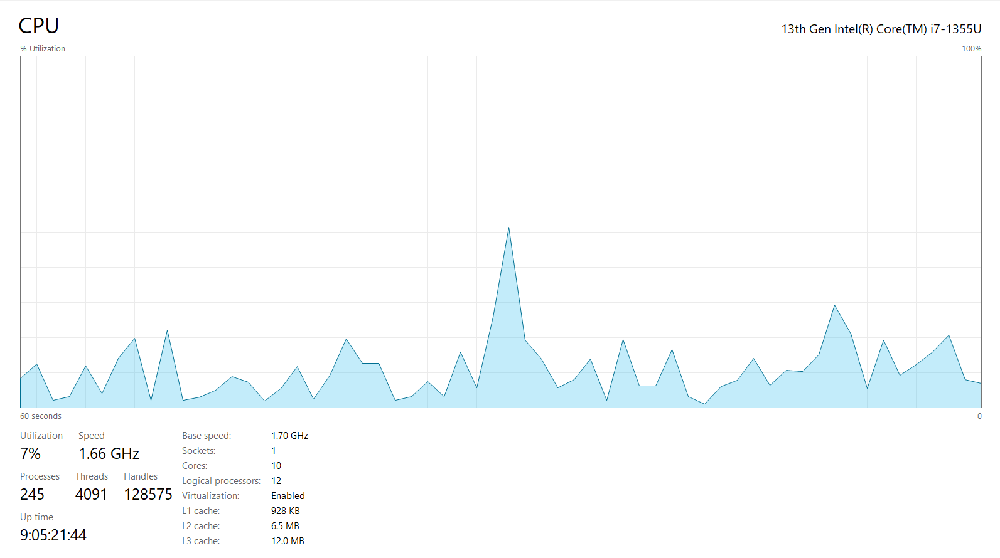 CPU
13th Gen Intel(R) Core(TM) i7-1355U
% Utilization
100%
60 seconds
0
Utilization
Speed
7%
1.66 GHz
Processes
Threads
Handles
245
4091
128575
Up time
9:05:21:44
Base speed: 1.70 GHz
Sockets: 1
Cores: 10
Logical processors: 12
Virtualization: Enabled
L1 cache: 928 KB
L2 cache: 6.5 MB
L3 cache: 12.0 MB